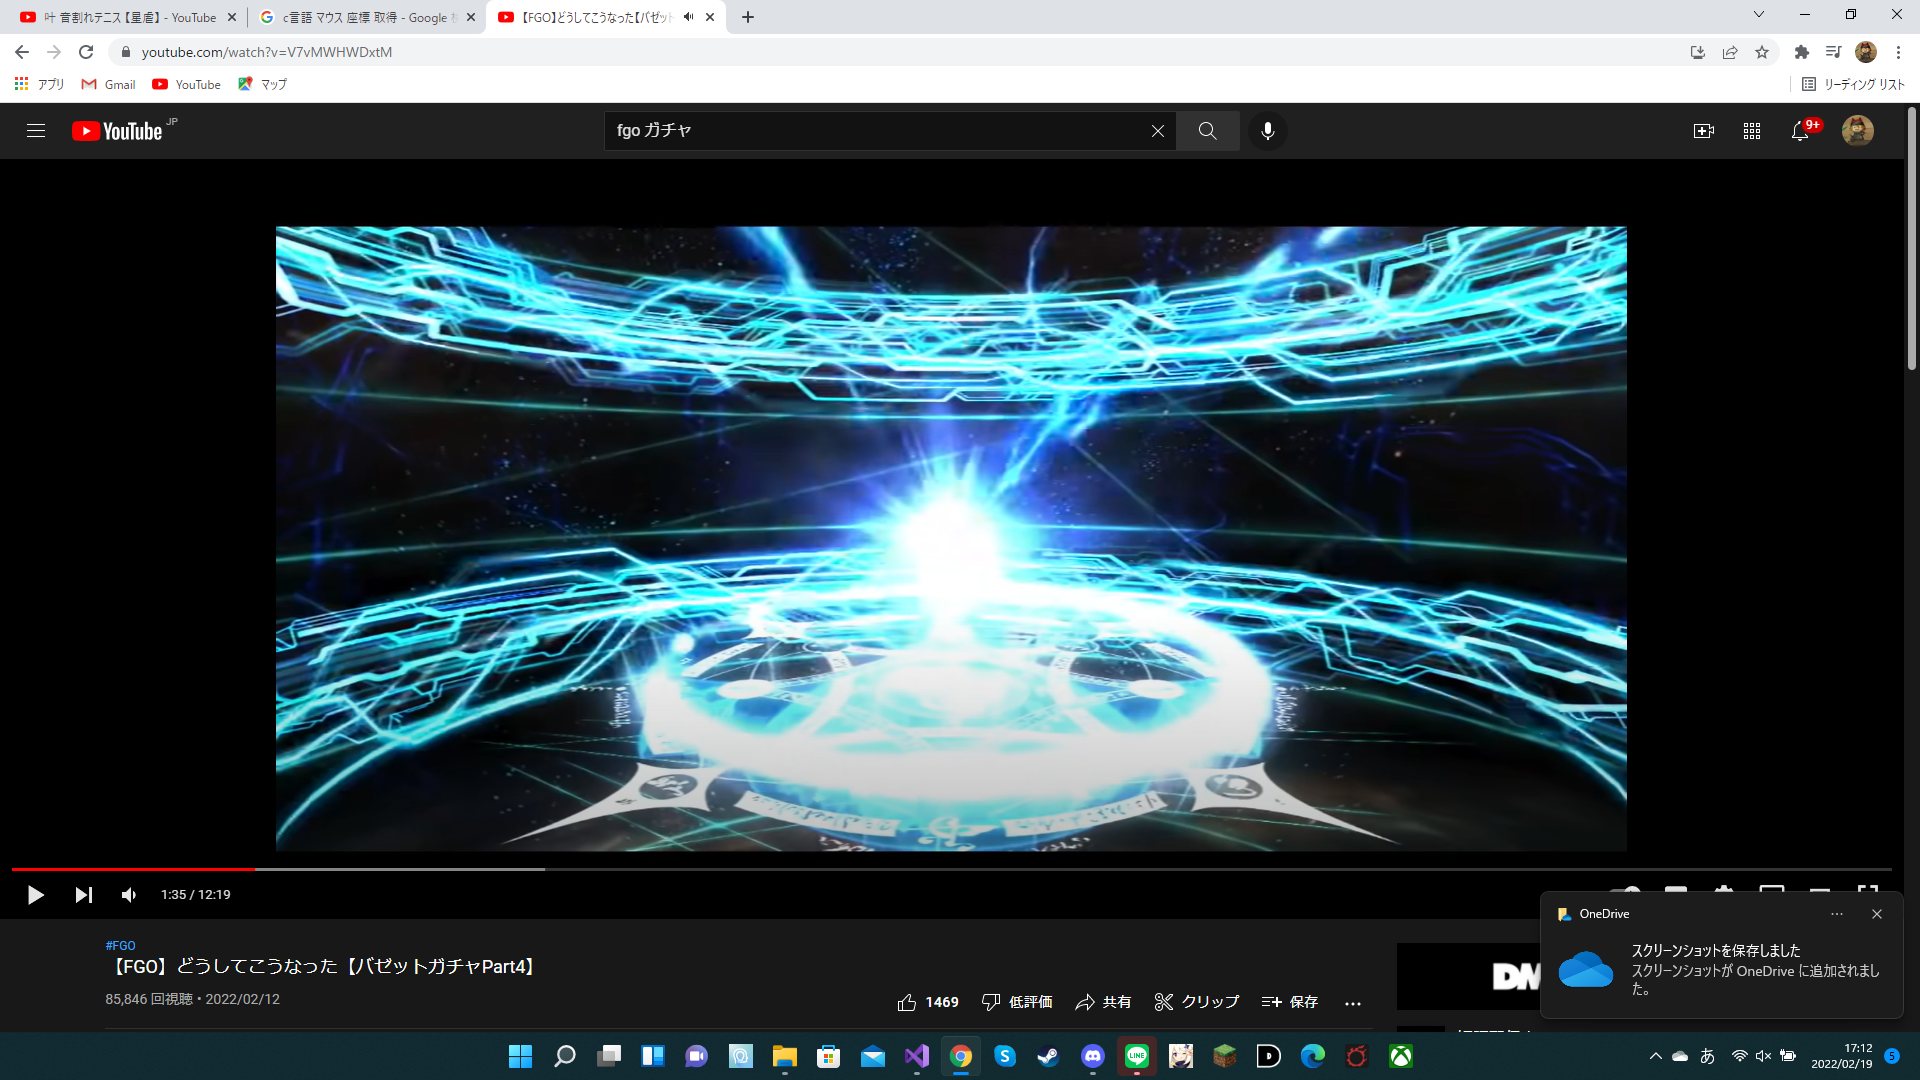 叶 音割れテニス【星虐】 - YouTube
c言語 マウス 座標 取得 - Google
【FGO】どうしてこうなった【バゼット
youtube.com/watch?v=V7vMWHWDxtM
アプリ
Gmail
YouTube
マップ
リーディング リスト
YouTube JP
fgo ガチャ
9+
1:35 / 12:19
#FGO
【FGO】どうしてこうなった【バゼットガチャPart4】
85,846 回視聴・2022/02/12
1469
低評価
共有
クリップ
保存
DM
OneDrive
スクリーンショットを保存しました
スクリーンショットが OneDrive に追加されまし
た。
LINE
あ
17:12
2022/02/19
5